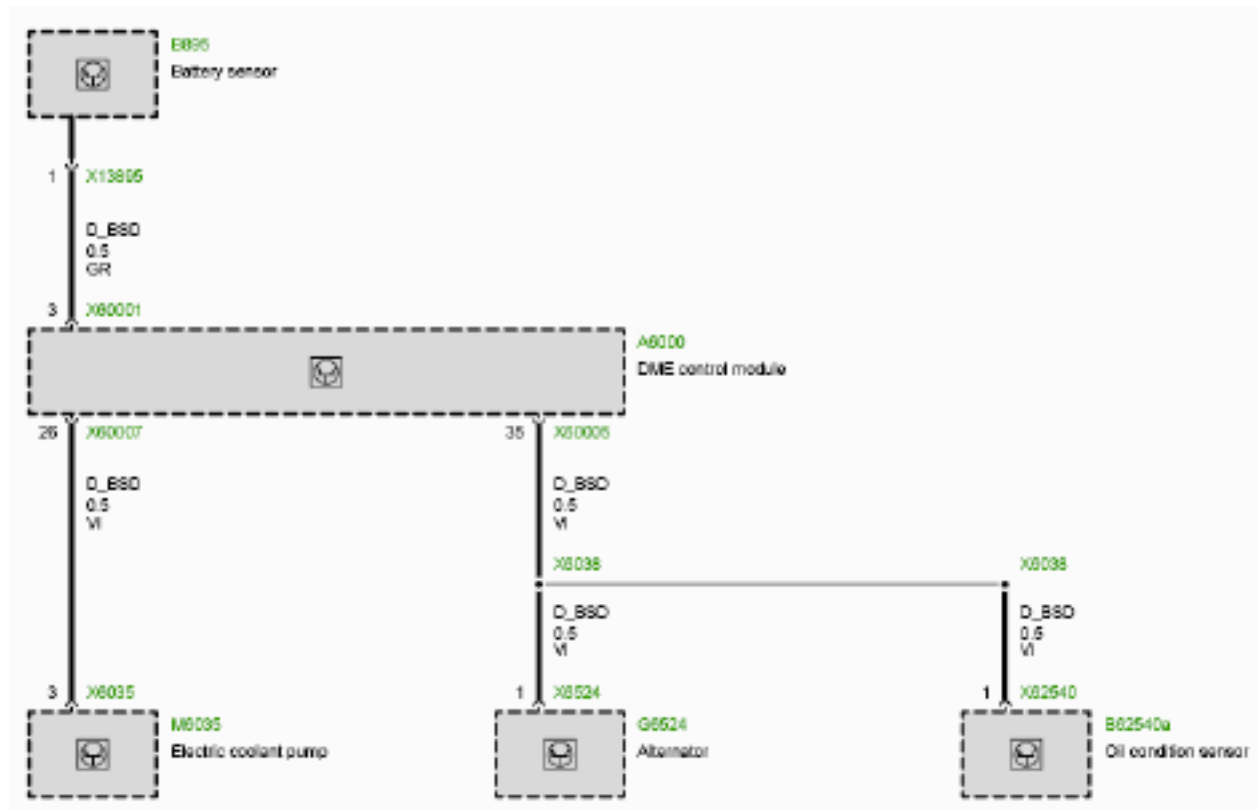 B895
Battery sensor
1 X13895
D_BSD
0.5
GR
3 X60001
A6000
DME control module
26 X60007
35 X60006
D_BSD
0.5
VI
D_BSD
0.5
VI
X6038
X6038
D_BSD
0.5
VI
D_BSD
0.5
VI
3 X6035
1 X6524
1 X62540
M6035
Electric coolant pump
G6524
Alternator
B62540a
Oil condition sensor